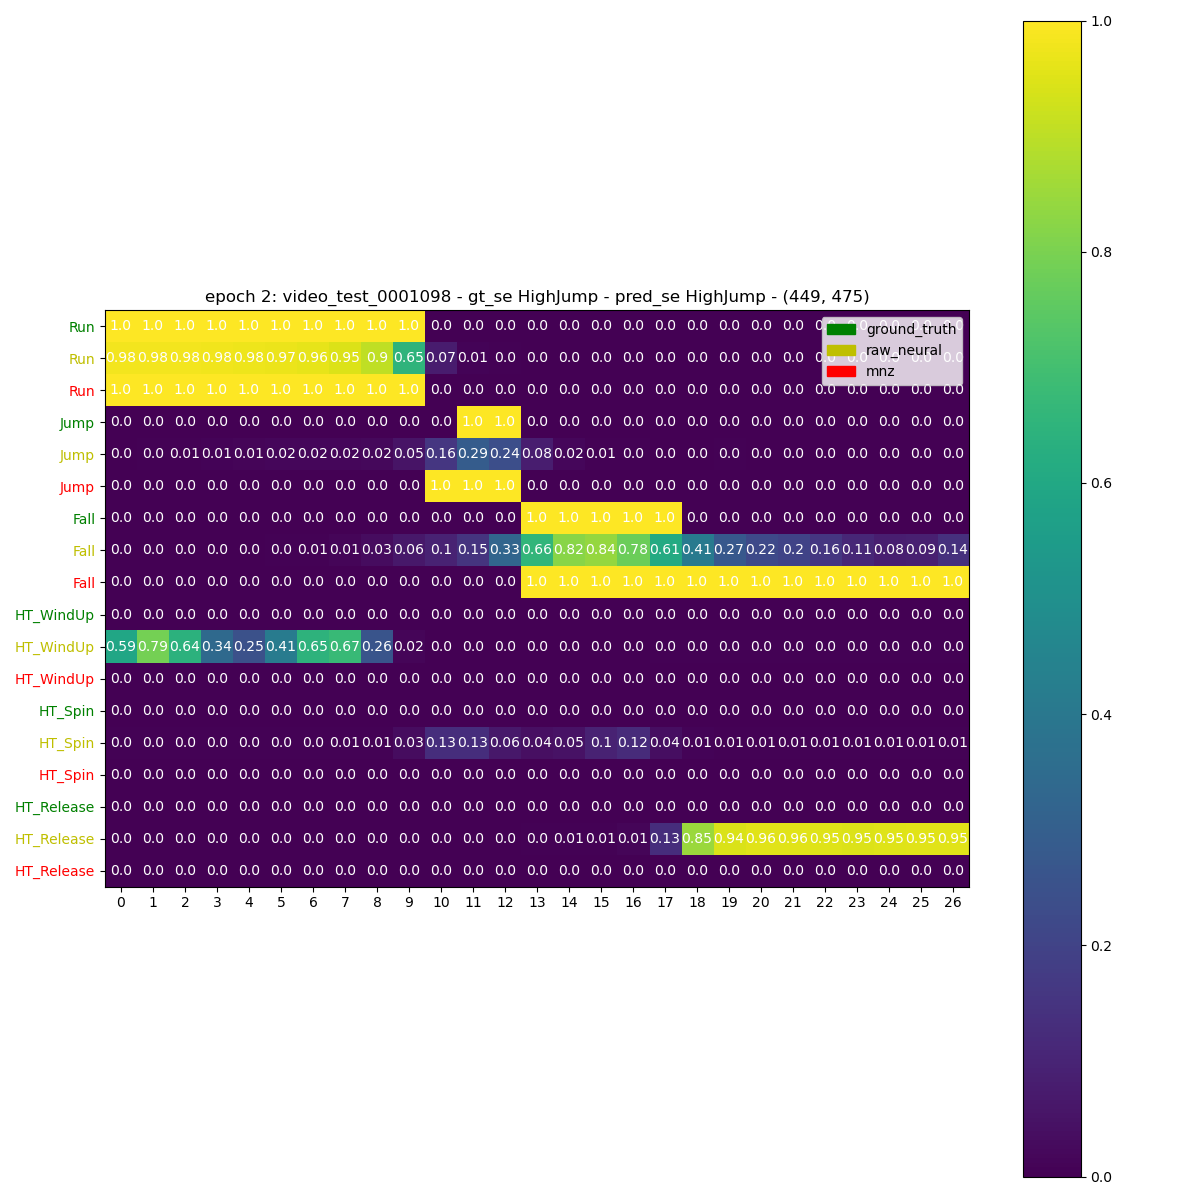 epoch 2: video_test_0001098 - gt_se HighJump - pred_se HighJump - (449, 475)
Run 1.0 1.0 1.0 1.0 1.0 1.0 1.0 1.0 1.0 1.0 0.0 0.0 0.0 0.0 0.0 0.0 0.0 0.0 0.0 0.0 0.0 0.0 0.0 0.0 0.0 0.0 0.0
Run 0.98 0.98 0.98 0.98 0.98 0.97 0.96 0.95 0.9 0.65 0.07 0.01 0.0 0.0 0.0 0.0 0.0 0.0 0.0 0.0 0.0 0.0 0.0 0.0 0.0 0.0 0.0
Run 1.0 1.0 1.0 1.0 1.0 1.0 1.0 1.0 1.0 1.0 0.0 0.0 0.0 0.0 0.0 0.0 0.0 0.0 0.0 0.0 0.0 0.0 0.0 0.0 0.0 0.0 0.0
Jump 0.0 0.0 0.0 0.0 0.0 0.0 0.0 0.0 0.0 0.0 0.0 1.0 1.0 0.0 0.0 0.0 0.0 0.0 0.0 0.0 0.0 0.0 0.0 0.0 0.0 0.0 0.0
Jump 0.0 0.0 0.01 0.01 0.01 0.02 0.02 0.02 0.02 0.05 0.16 0.29 0.24 0.08 0.02 0.01 0.0 0.0 0.0 0.0 0.0 0.0 0.0 0.0 0.0 0.0 0.0
Jump 0.0 0.0 0.0 0.0 0.0 0.0 0.0 0.0 0.0 0.0 1.0 1.0 1.0 0.0 0.0 0.0 0.0 0.0 0.0 0.0 0.0 0.0 0.0 0.0 0.0 0.0 0.0
Fall 0.0 0.0 0.0 0.0 0.0 0.0 0.0 0.0 0.0 0.0 0.0 0.0 0.0 1.0 1.0 1.0 1.0 1.0 0.0 0.0 0.0 0.0 0.0 0.0 0.0 0.0 0.0
Fall 0.0 0.0 0.0 0.0 0.0 0.0 0.01 0.01 0.03 0.06 0.1 0.15 0.33 0.66 0.82 0.84 0.78 0.61 0.41 0.27 0.22 0.2 0.16 0.11 0.08 0.09 0.14
Fall 0.0 0.0 0.0 0.0 0.0 0.0 0.0 0.0 0.0 0.0 0.0 0.0 0.0 1.0 1.0 1.0 1.0 1.0 1.0 1.0 1.0 1.0 1.0 1.0 1.0 1.0 1.0
HT_WindUp 0.0 0.0 0.0 0.0 0.0 0.0 0.0 0.0 0.0 0.0 0.0 0.0 0.0 0.0 0.0 0.0 0.0 0.0 0.0 0.0 0.0 0.0 0.0 0.0 0.0 0.0 0.0
HT_WindUp 0.59 0.79 0.64 0.34 0.25 0.41 0.65 0.67 0.26 0.02 0.0 0.0 0.0 0.0 0.0 0.0 0.0 0.0 0.0 0.0 0.0 0.0 0.0 0.0 0.0 0.0 0.0
HT_WindUp 0.0 0.0 0.0 0.0 0.0 0.0 0.0 0.0 0.0 0.0 0.0 0.0 0.0 0.0 0.0 0.0 0.0 0.0 0.0 0.0 0.0 0.0 0.0 0.0 0.0 0.0 0.0
HT_Spin 0.0 0.0 0.0 0.0 0.0 0.0 0.0 0.0 0.0 0.0 0.0 0.0 0.0 0.0 0.0 0.0 0.0 0.0 0.0 0.0 0.0 0.0 0.0 0.0 0.0 0.0 0.0
HT_Spin 0.0 0.0 0.0 0.0 0.0 0.0 0.0 0.01 0.01 0.03 0.13 0.13 0.06 0.04 0.05 0.1 0.12 0.04 0.01 0.01 0.01 0.01 0.01 0.01 0.01 0.01 0.01
HT_Spin 0.0 0.0 0.0 0.0 0.0 0.0 0.0 0.0 0.0 0.0 0.0 0.0 0.0 0.0 0.0 0.0 0.0 0.0 0.0 0.0 0.0 0.0 0.0 0.0 0.0 0.0 0.0
HT_Release 0.0 0.0 0.0 0.0 0.0 0.0 0.0 0.0 0.0 0.0 0.0 0.0 0.0 0.0 0.0 0.0 0.0 0.0 0.0 0.0 0.0 0.0 0.0 0.0 0.0 0.0 0.0
HT_Release 0.0 0.0 0.0 0.0 0.0 0.0 0.0 0.0 0.0 0.0 0.0 0.0 0.0 0.0 0.01 0.01 0.01 0.13 0.85 0.94 0.96 0.96 0.95 0.95 0.95 0.95 0.95
HT_Release 0.0 0.0 0.0 0.0 0.0 0.0 0.0 0.0 0.0 0.0 0.0 0.0 0.0 0.0 0.0 0.0 0.0 0.0 0.0 0.0 0.0 0.0 0.0 0.0 0.0 0.0 0.0
0 1 2 3 4 5 6 7 8 9 10 11 12 13 14 15 16 17 18 19 20 21 22 23 24 25 26
ground_truth
raw_neural
mnz
1.0
0.8
0.6
0.4
0.2
0.0